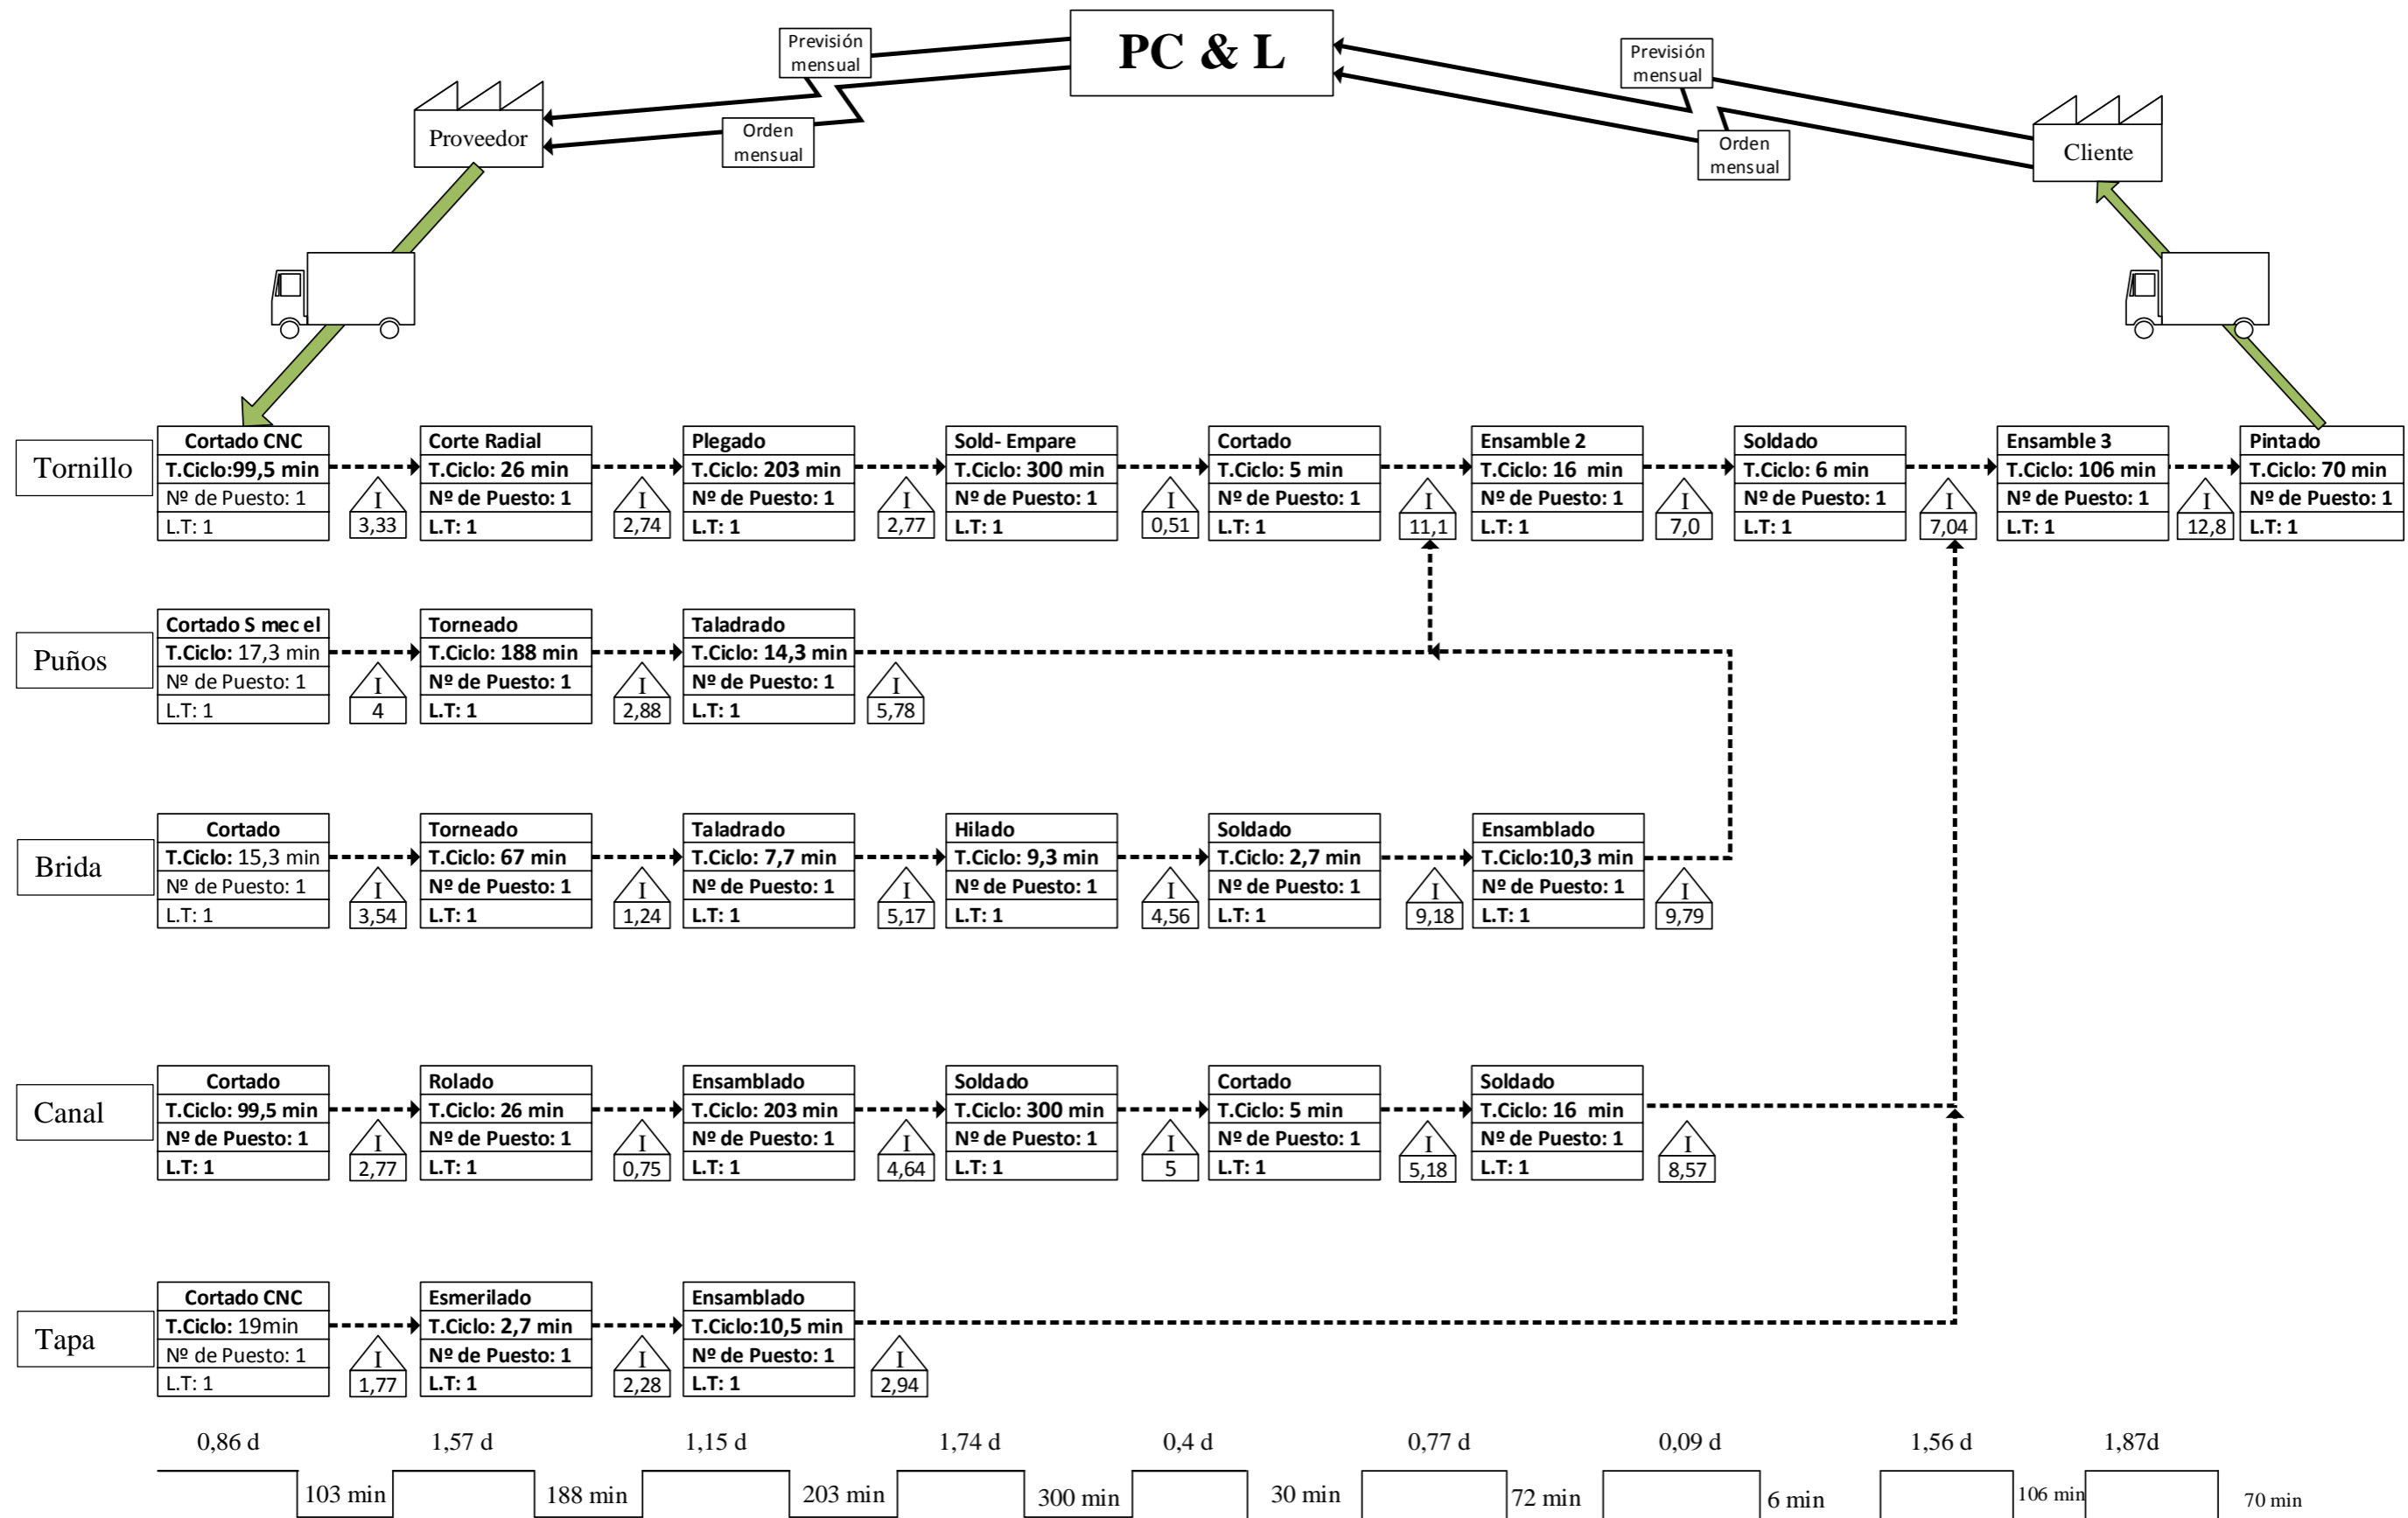 PC & L
Previsión
mensual
Previsión
mensual
Proveedor
Orden
mensual
Orden
mensual
Cliente
Tornillo
Cortado CNC
T.Ciclo:99,5 min
Nº de Puesto: 1
L.T: 1
I
3,33
Corte Radial
T.Ciclo: 26 min
Nº de Puesto: 1
L.T: 1
I
2,74
Plegado
T.Ciclo: 203 min
Nº de Puesto: 1
L.T: 1
I
2,77
Sold- Empare
T.Ciclo: 300 min
Nº de Puesto: 1
L.T: 1
I
0,51
Cortado
T.Ciclo: 5 min
Nº de Puesto: 1
L.T: 1
I
11,1
Ensamble 2
T.Ciclo: 16 min
Nº de Puesto: 1
L.T: 1
I
7,0
Soldado
T.Ciclo: 6 min
Nº de Puesto: 1
L.T: 1
I
7,04
Ensamble 3
T.Ciclo: 106 min
Nº de Puesto: 1
L.T: 1
I
12,8
Pintado
T.Ciclo: 70 min
Nº de Puesto: 1
L.T: 1
Puños
Cortado S mec el
T.Ciclo: 17,3 min
Nº de Puesto: 1
L.T: 1
I
4
Torneado
T.Ciclo: 188 min
Nº de Puesto: 1
L.T: 1
I
2,88
Taladrado
T.Ciclo: 14,3 min
Nº de Puesto: 1
L.T: 1
I
5,78
Brida
Cortado
T.Ciclo: 15,3 min
Nº de Puesto: 1
L.T: 1
I
3,54
Torneado
T.Ciclo: 67 min
Nº de Puesto: 1
L.T: 1
I
1,24
Taladrado
T.Ciclo: 7,7 min
Nº de Puesto: 1
L.T: 1
I
5,17
Hilado
T.Ciclo: 9,3 min
Nº de Puesto: 1
L.T: 1
I
4,56
Soldado
T.Ciclo: 2,7 min
Nº de Puesto: 1
L.T: 1
I
9,18
Ensamblado
T.Ciclo:10,3 min
Nº de Puesto: 1
L.T: 1
I
9,79
Canal
Cortado
T.Ciclo: 99,5 min
Nº de Puesto: 1
L.T: 1
I
2,77
Rolado
T.Ciclo: 26 min
Nº de Puesto: 1
L.T: 1
I
0,75
Ensamblado
T.Ciclo: 203 min
Nº de Puesto: 1
L.T: 1
I
4,64
Soldado
T.Ciclo: 300 min
Nº de Puesto: 1
L.T: 1
I
5
Cortado
T.Ciclo: 5 min
Nº de Puesto: 1
L.T: 1
I
5,18
Soldado
T.Ciclo: 16 min
Nº de Puesto: 1
L.T: 1
I
8,57
Tapa
Cortado CNC
T.Ciclo: 19min
Nº de Puesto: 1
L.T: 1
I
1,77
Esmerilado
T.Ciclo: 2,7 min
Nº de Puesto: 1
L.T: 1
I
2,28
Ensamblado
T.Ciclo:10,5 min
Nº de Puesto: 1
L.T: 1
I
2,94
0,86 d
1,57 d
1,15 d
1,74 d
0,4 d
0,77 d
0,09 d
1,56 d
1,87d
103 min
188 min
203 min
300 min
30 min
72 min
6 min
106 min
70 min